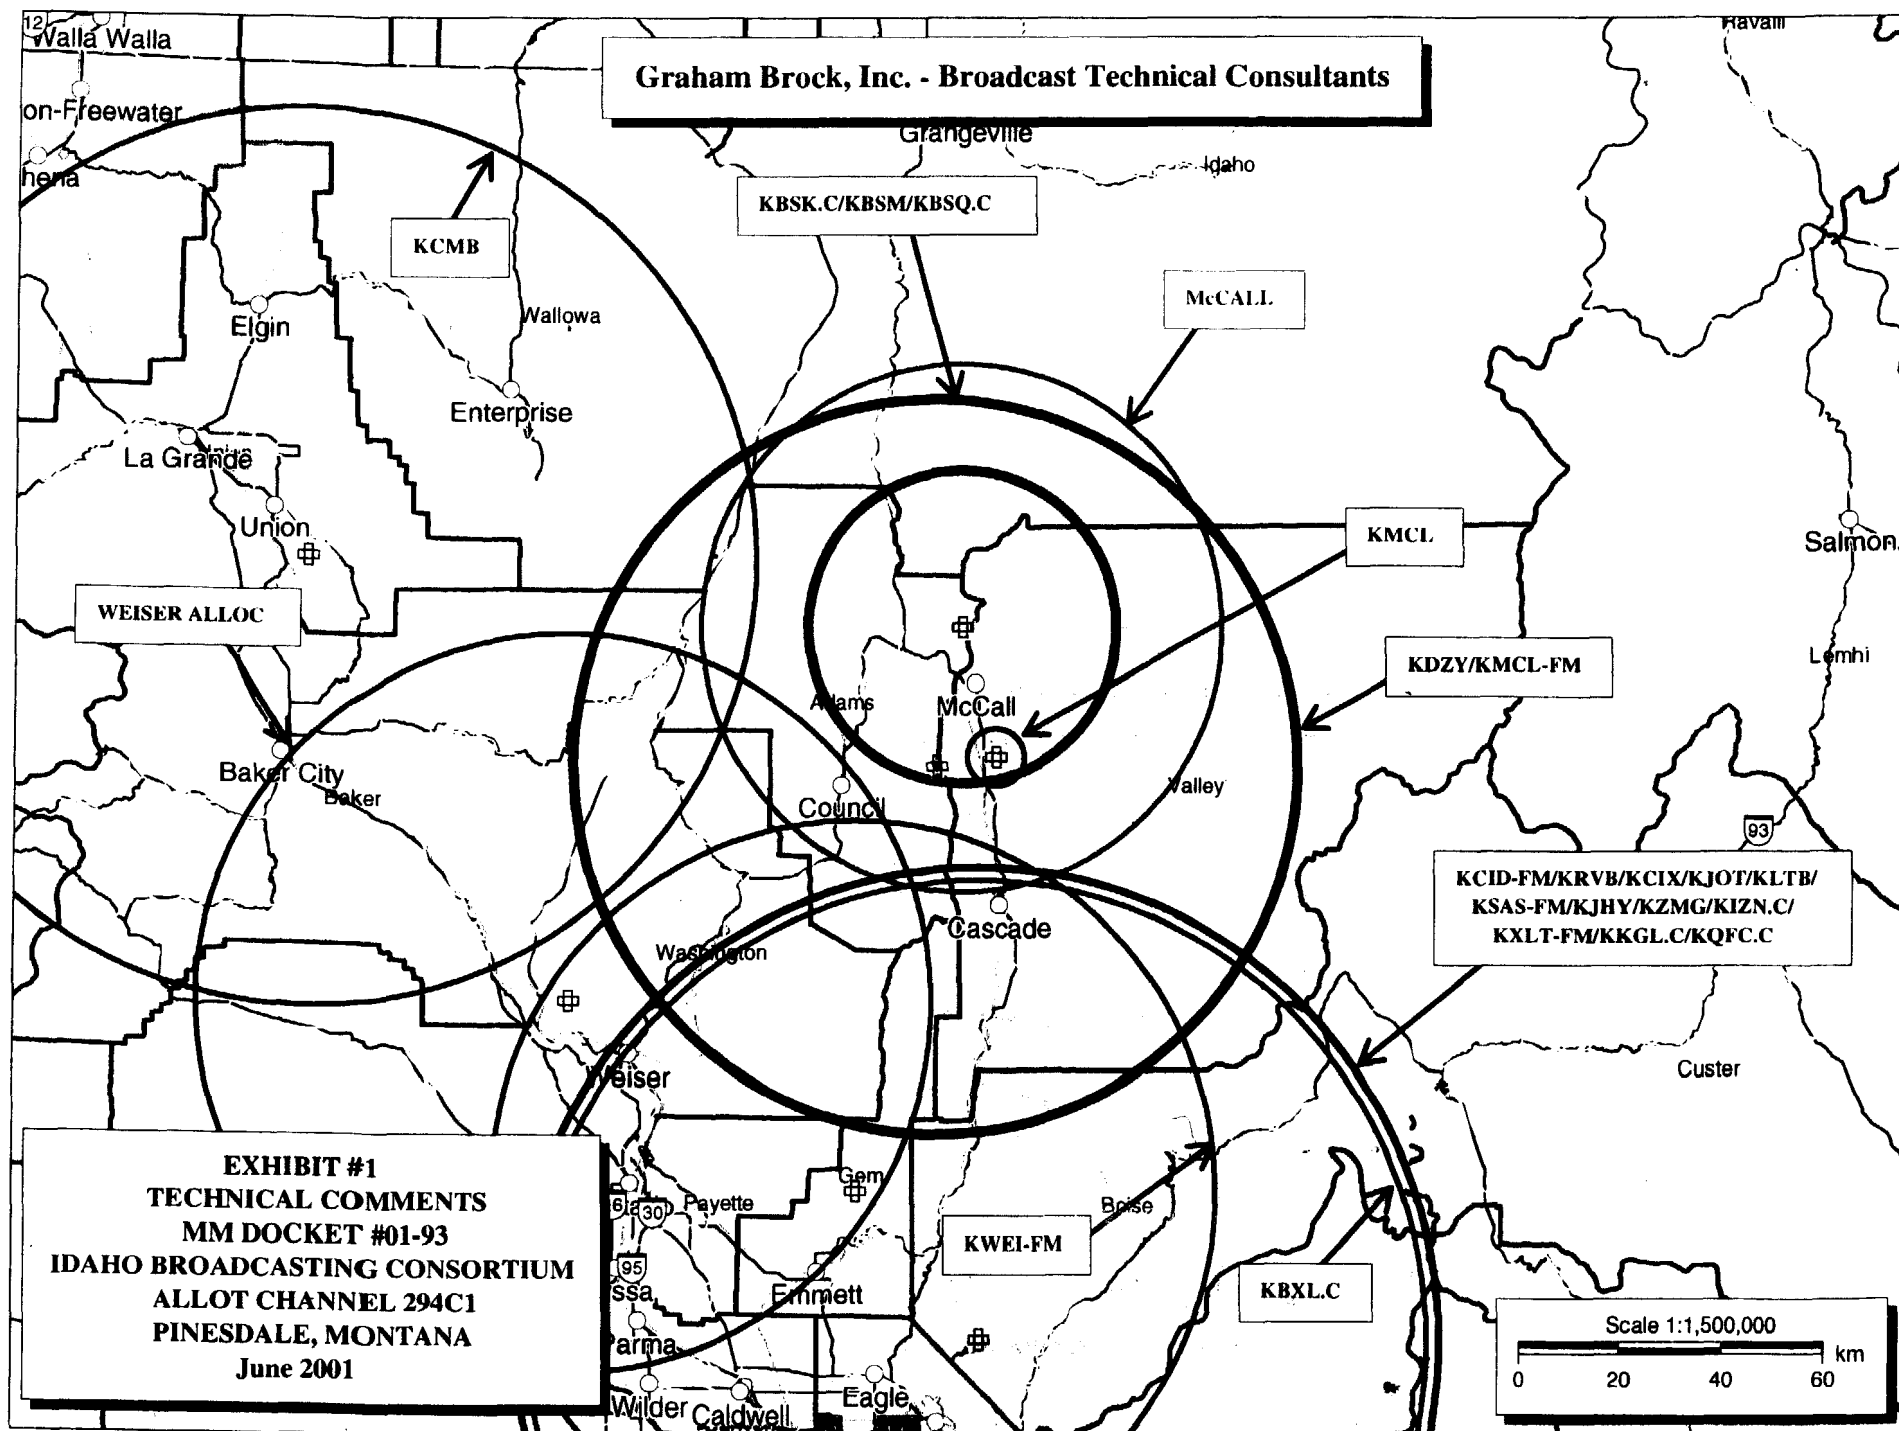 12
Walla Walla
Ravalli
Graham Brock, Inc. - Broadcast Technical Consultants
on-Freewater
Grangeville
Idaho
hena
KBSK.C/KBSM/KBSQ.C
KCMB
McCALL
Wallowa
Elgin
Enterprise
La Grande
Union
Union
KMCL
Salmon
WEISER ALLOC
KDZY/KMCL-FM
Lemhi
Adams
McCall
Baker City
Baker
Council
Valley
93
KCID-FM/KRVB/KCIX/KJOT/KLTB/
KSAS-FM/KJHY/KZMG/KIZN.C/
KXLT-FM/KKGL.C/KQFC.C
Cascade
Washington
Weiser
Custer
EXHIBIT #1
TECHNICAL COMMENTS
MM DOCKET #01-93
IDAHO BROADCASTING CONSORTIUM
ALLOT CHANNEL 294C1
PINESDALE, MONTANA
June 2001
Gem
30
Payette
Boise
KWEI-FM
95
ssa
Emmett
KBXL.C
Parma
Scale 1:1,500,000
km
0 20 40 60
Wilder
Caldwell
Eagle